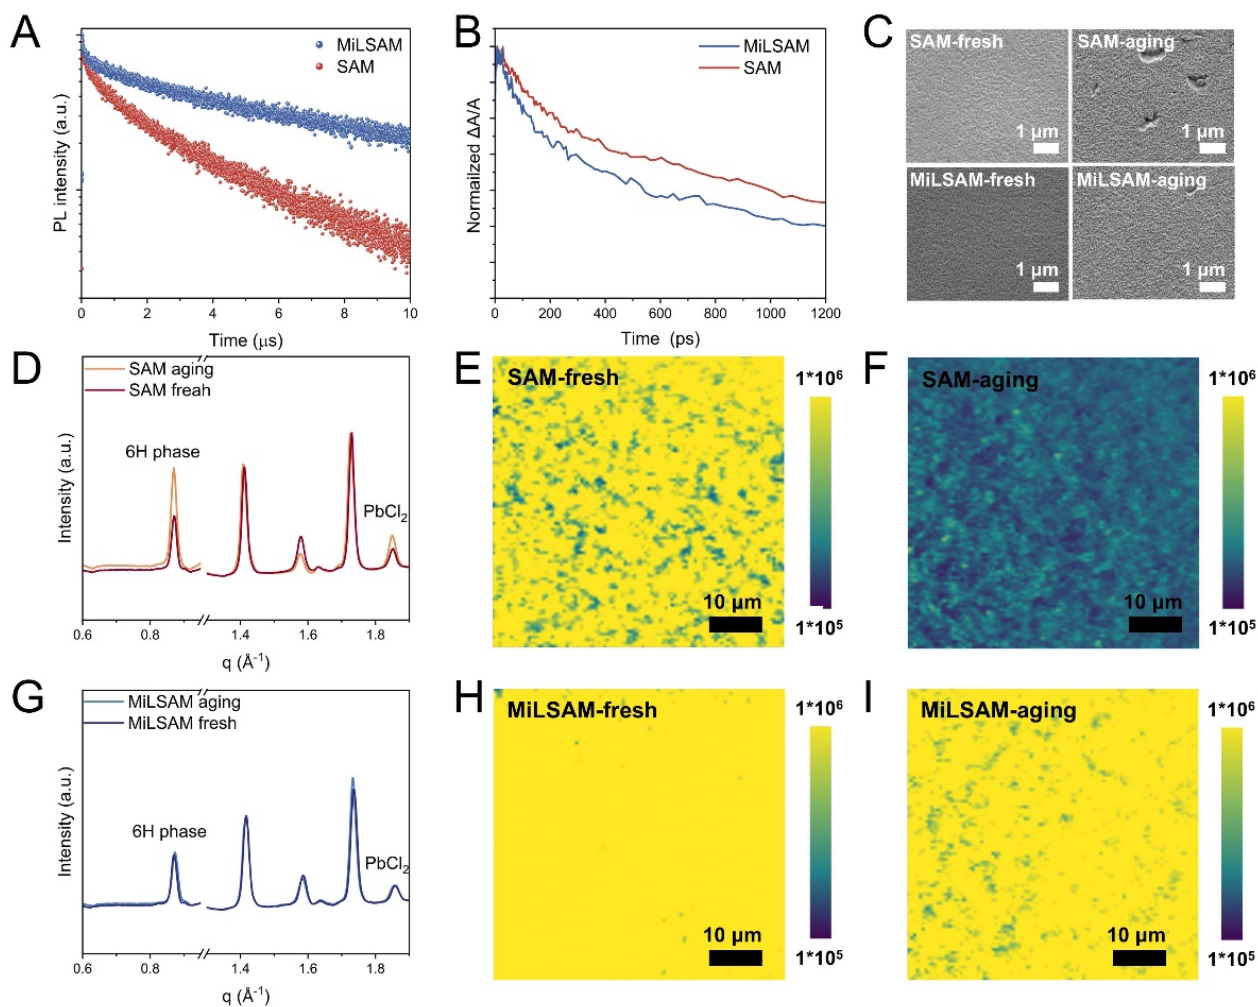 A
MiLSAM
SAM
PL intensity (a.u.)
0 2 4 6 8 10
Time (μs)
B
MiLSAM
SAM
Normailzed ΔA/A
0 200 400 600 800 1000 1200
Time (ps)
C
SAM-fresh
1 μm
SAM-aging
1 μm
MiLSAM-fresh
1 μm
MiLSAM-aging
1 μm
D
SAM aging
SAM freah
6H phase
PbCl₂
Intensity (a.u.)
0.6 0.8 1.4 1.6 1.8
q (Å⁻¹)
E
SAM-fresh
10 μm
1*10⁶
1*10⁵
F
SAM-aging
10 μm
1*10⁶
1*10⁵
G
MiLSAM aging
MiLSAM fresh
6H phase
PbCl₂
Intensity (a.u.)
0.6 0.8 1.4 1.6 1.8
q (Å⁻¹)
H
MiLSAM-fresh
10 μm
1*10⁶
1*10⁵
I
MiLSAM-aging
10 μm
1*10⁶
1*10⁵